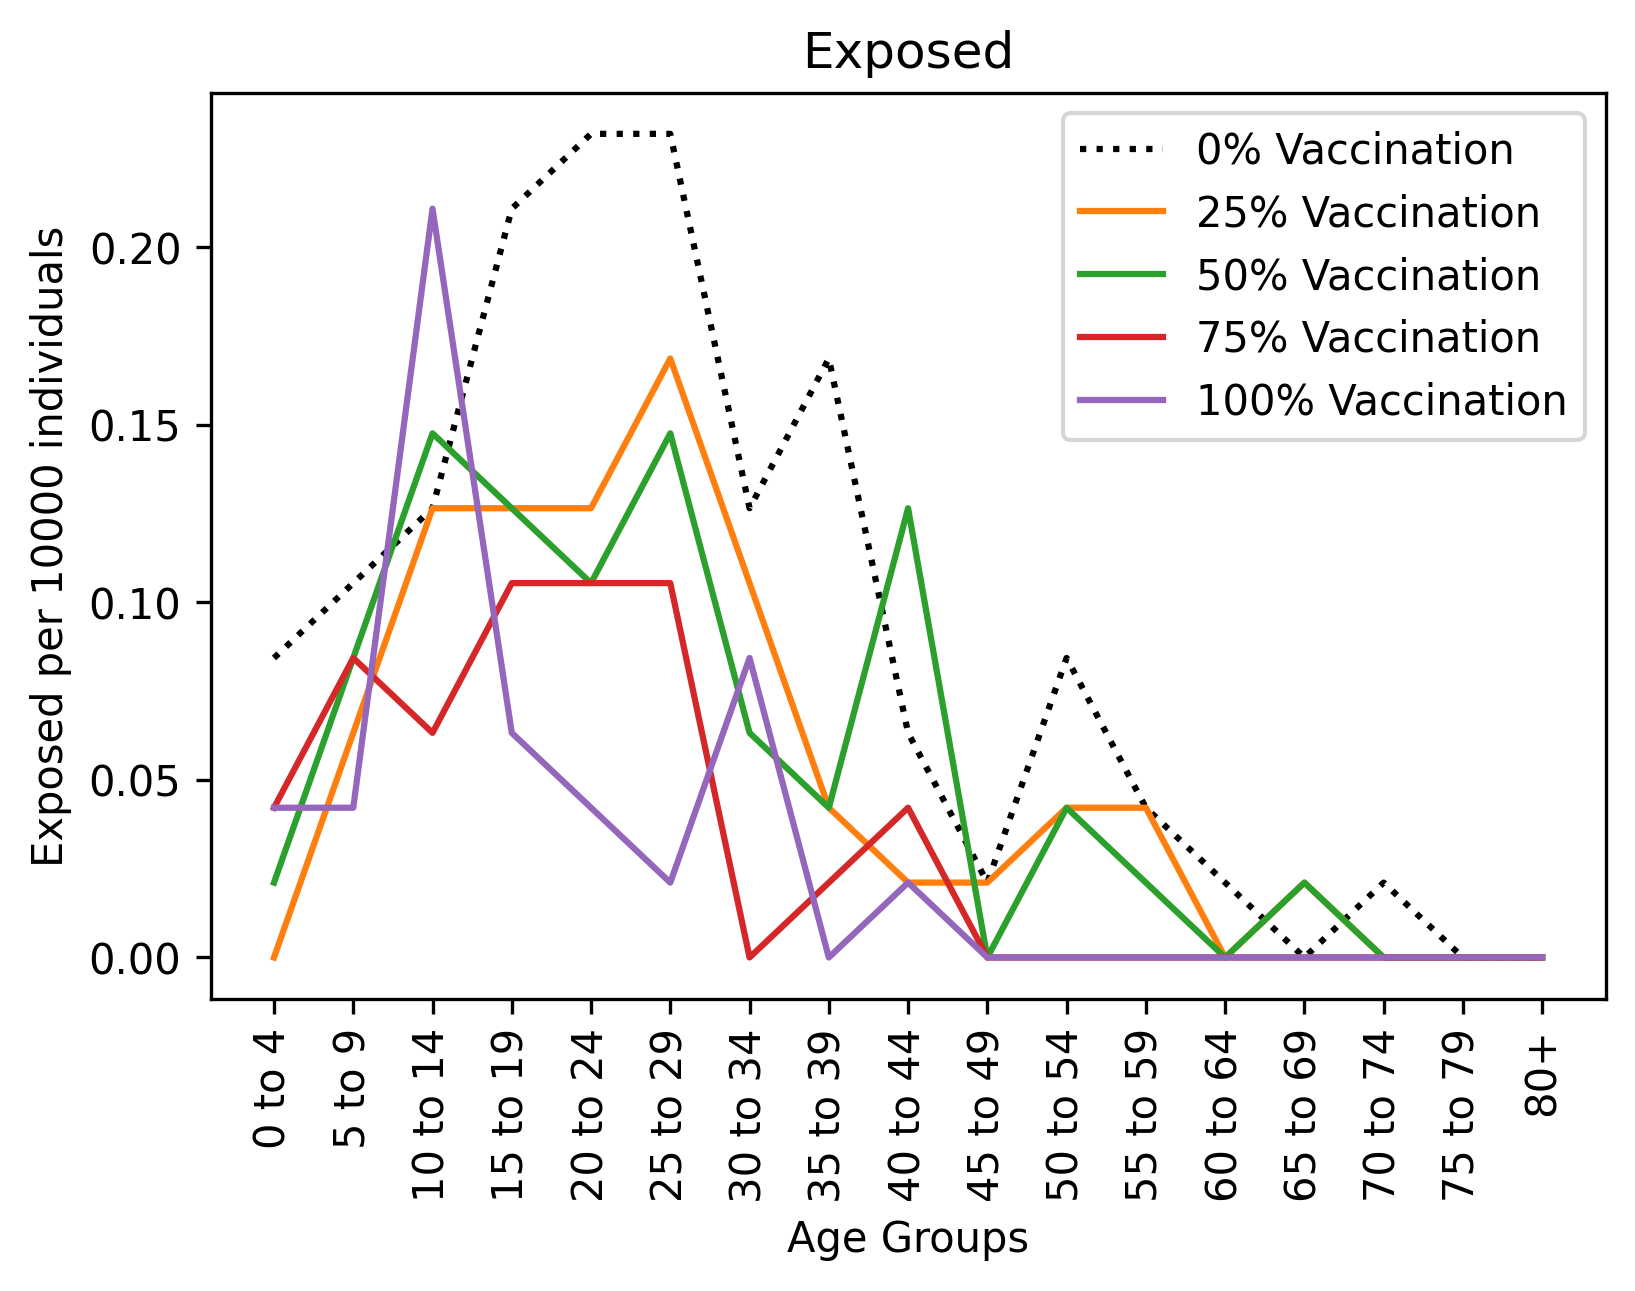 Exposed
0% Vaccination
25% Vaccination
50% Vaccination
75% Vaccination
100% Vaccination
Exposed per 10000 individuals
0.20
0.15
0.10
0.05
0.00
0 to 4
5 to 9
10 to 14
15 to 19
20 to 24
25 to 29
30 to 34
35 to 39
40 to 44
45 to 49
50 to 54
55 to 59
60 to 64
65 to 69
70 to 74
75 to 79
80+
Age Groups